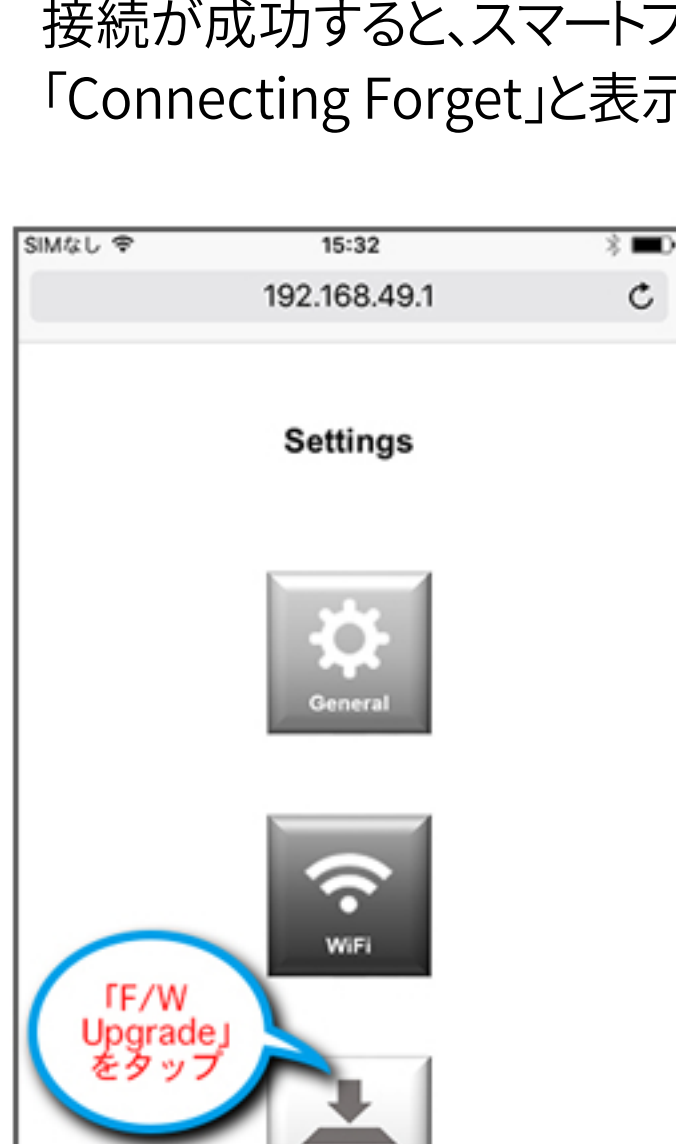 接続が成功すると、スマートフ
「Connecting Forget」と表示
SIMなし 15:32
192.168.49.1
Settings
General
WiFi
「F/W
Upgrade」
をタップ